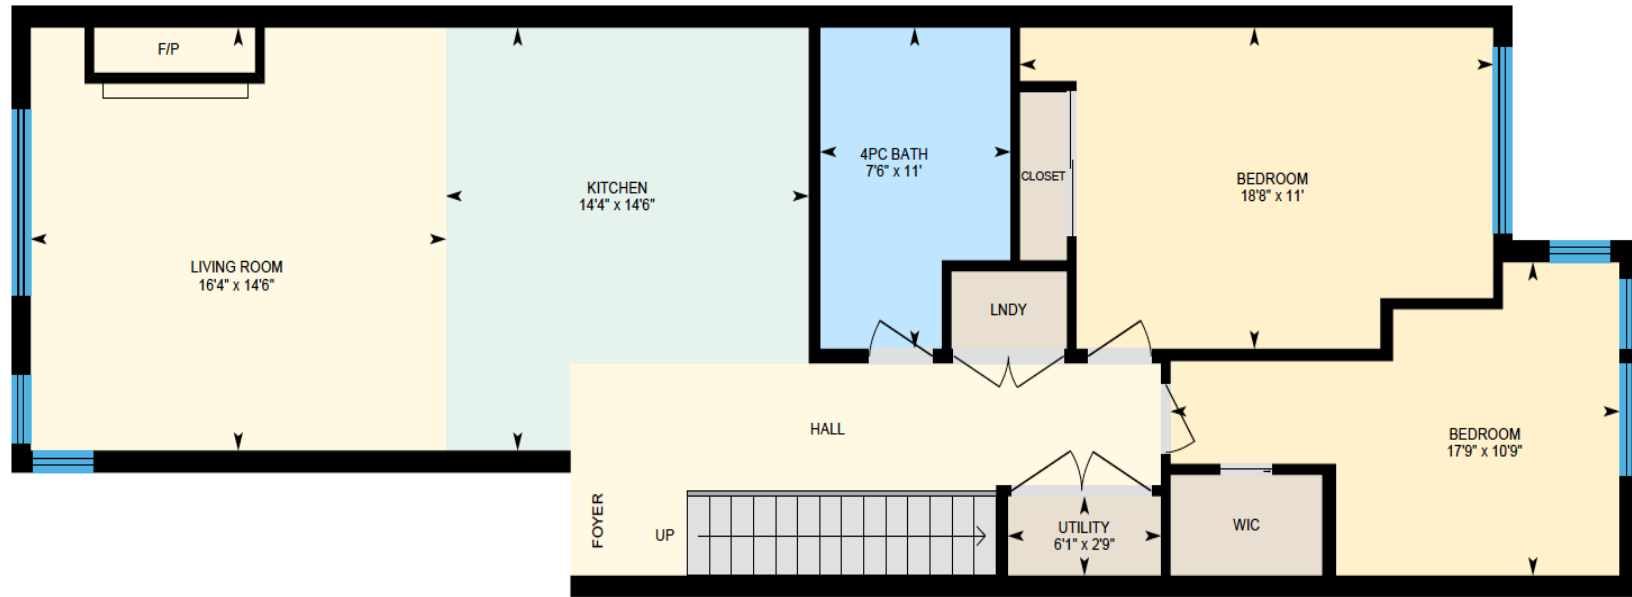 F/P
LIVING ROOM
16'4" x 14'6"
KITCHEN
14'4" x 14'6"
4PC BATH
7'6" x 11'
CLOSET
BEDROOM
18'8" x 11'
LNDY
HALL
BEDROOM
17'9" x 10'9"
FOYER
UP
UTILITY
6'1" x 2'9"
WIC